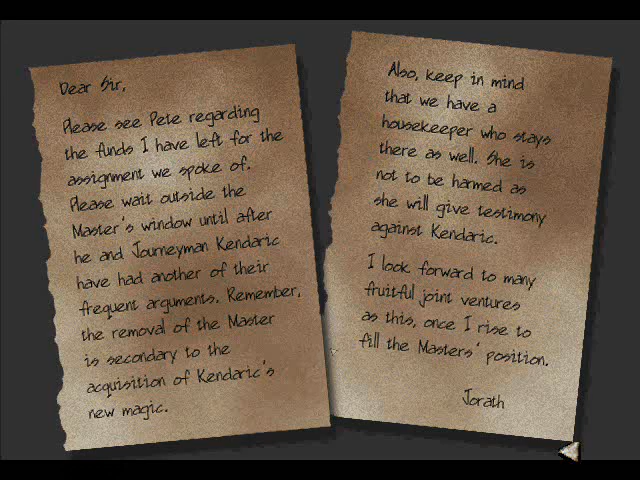 Dear Sir,
Please see Pete regarding
the funds I have left for the
assignment we spoke of.
Please wait outside the
Master's window until after
he and Journeyman Kendaric
have had another of their
frequent arguments. Remember,
the removal of the Master
is secondary to the
acquisition of Kendaric's
new magic.
Also, keep in mind
that we have a
housekeeper who stays
there as well. She is
not to be harmed as
she will give testimony
against Kendaric.
I look forward to many
fruitful joint ventures
as this, once I rise to
fill the Masters' position.
Jorath